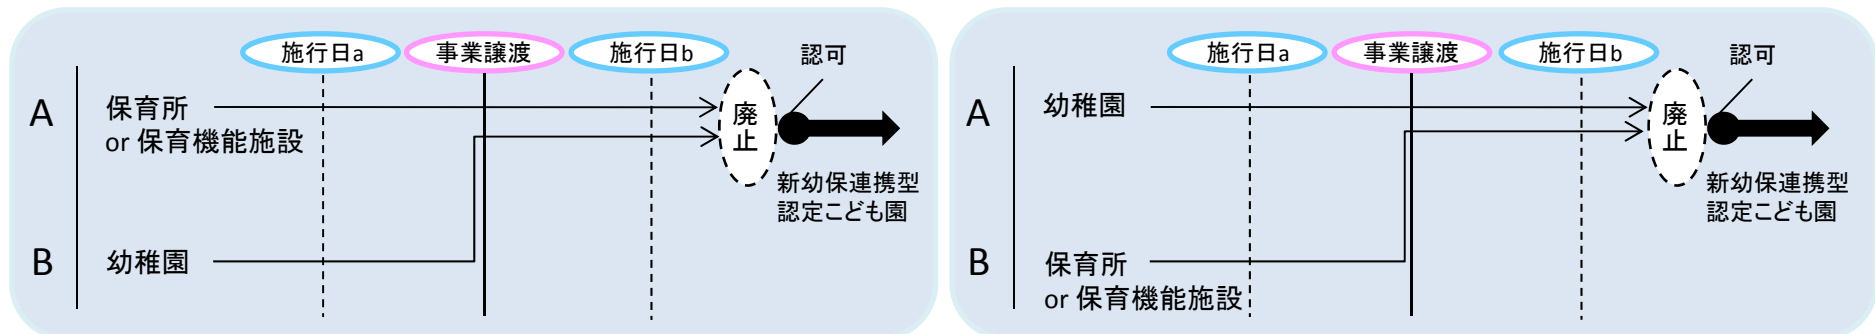 施行日a
事業譲渡
施行日b
認可
A
保育所
or 保育機能施設
廃止
新幼保連携型
認定こども園
B
幼稚園
施行日a
事業譲渡
施行日b
認可
A
幼稚園
廃止
新幼保連携型
認定こども園
B
保育所
or 保育機能施設